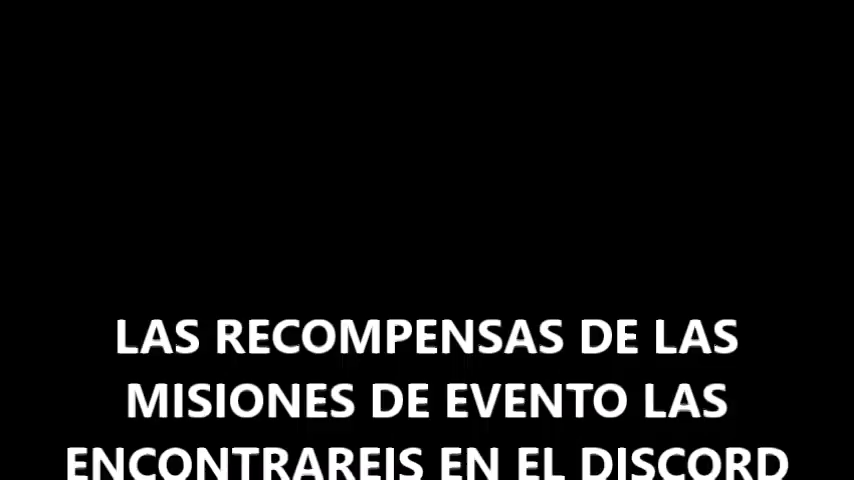 LAS RECOMPENSAS DE LAS
MISIONES DE EVENTO LAS
ENCONTRAREIS EN EL DISCORD